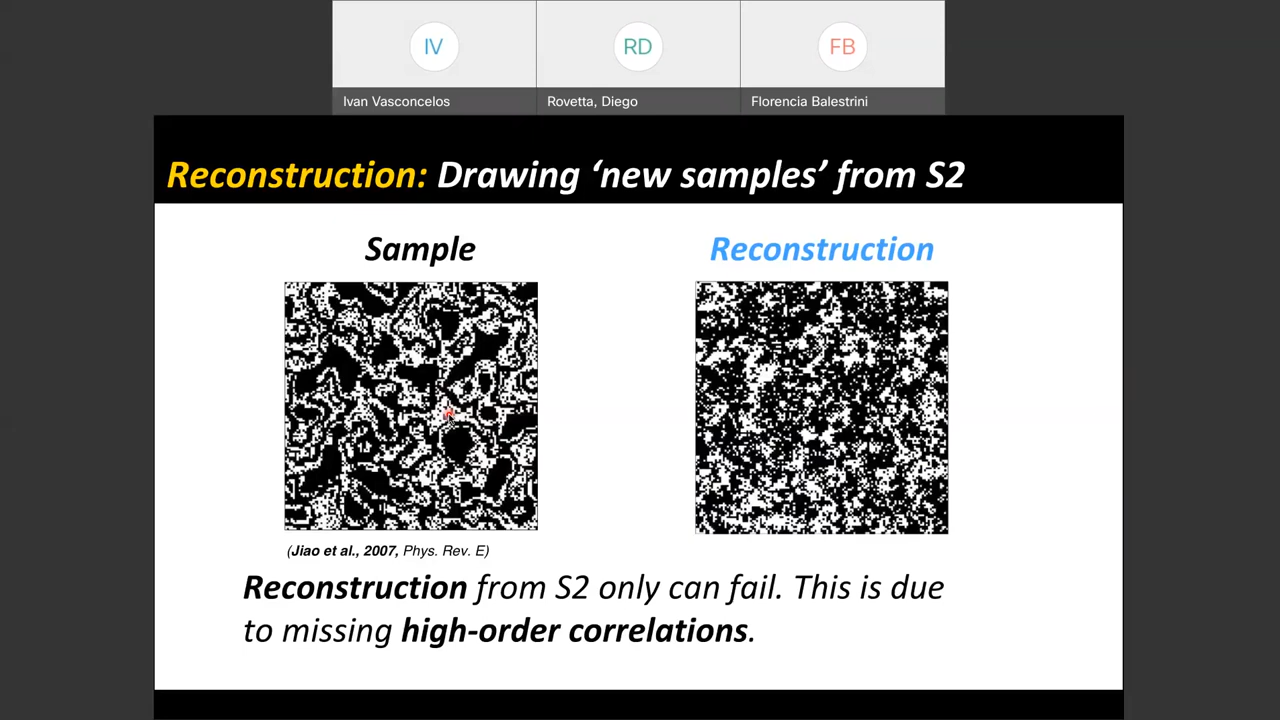 IV
RD
FB
Ivan Vasconcelos
Rovetta, Diego
Florencia Balestrini
Reconstruction: Drawing ‘new samples’ from S2
Sample
Reconstruction
(Jiao et al., 2007, Phys. Rev. E)
Reconstruction from S2 only can fail. This is due
to missing high-order correlations.